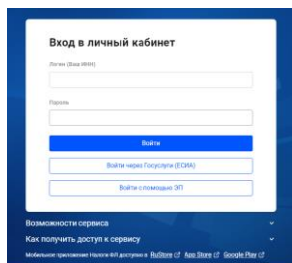 Вход в личный кабинет
Логин (Ваш ИНН)
Пароль
Войти
Войти через Госуслуги (ЕСИА)
Войти с помощью ЭП
Возможности сервиса
Как получить доступ к сервису
Мобильное приложение Налоги ФЛ доступно в RuStore App Store Google Play